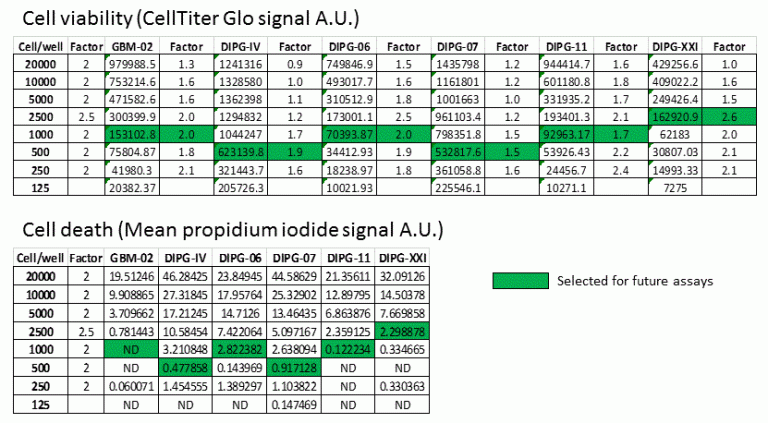 Cell viability (CellTiter Glo signal A.U.)
Cell/well Factor GBM-02 Factor DIPG-IV Factor DIPG-06 Factor DIPG-07 Factor DIPG-11 Factor DIPG-XXI Factor
20000 2 979988.5 1.3 1241316 0.9 749846.9 1.5 1435798 1.2 944414.7 1.6 429256.6 1.0
10000 2 753214.6 1.6 1328580 1.0 493017.7 1.6 1161801 1.2 601180.8 1.8 409022.2 1.6
5000 2 471582.6 1.6 1362398 1.1 310512.9 1.8 1001663 1.0 331935.2 1.7 249426.4 1.5
2500 2.5 300399.9 2.0 1294832 1.2 173001.1 2.5 961103.4 1.2 193401.3 2.1 162920.9 2.6
1000 2 153102.8 2.0 1044247 1.7 70393.87 2.0 798351.8 1.5 92963.17 1.7 62183 2.0
500 2 75804.87 1.8 623139.8 1.9 34412.93 1.9 532817.6 1.5 53926.43 2.2 30807.03 2.1
250 2 41980.3 2.1 321443.7 1.6 18238.97 1.8 361058.8 1.6 24456.7 2.4 14993.33 2.1
125 20382.37 205726.3 10021.93 225546.1 10271.1 7275
Cell death (Mean propidium iodide signal A.U.)
Cell/well Factor GBM-02 DIPG-IV DIPG-06 DIPG-07 DIPG-11 DIPG-XXI
20000 2 19.51246 46.28425 23.84945 44.58629 21.35611 32.09126
10000 2 9.908865 27.31845 17.95764 25.32902 12.89795 14.50378
5000 2 3.709662 17.21245 14.7126 13.46435 6.863876 7.669858
2500 2.5 0.781443 10.58454 7.422064 5.097167 2.359125 2.298878
1000 2 ND 3.210848 2.822382 2.638094 0.122234 0.334665
500 2 ND 0.477858 0.143969 0.917128 ND ND
250 2 0.060071 1.454555 1.389297 1.103822 ND 0.330363
125 ND ND ND 0.147469 ND ND
Selected for future assays